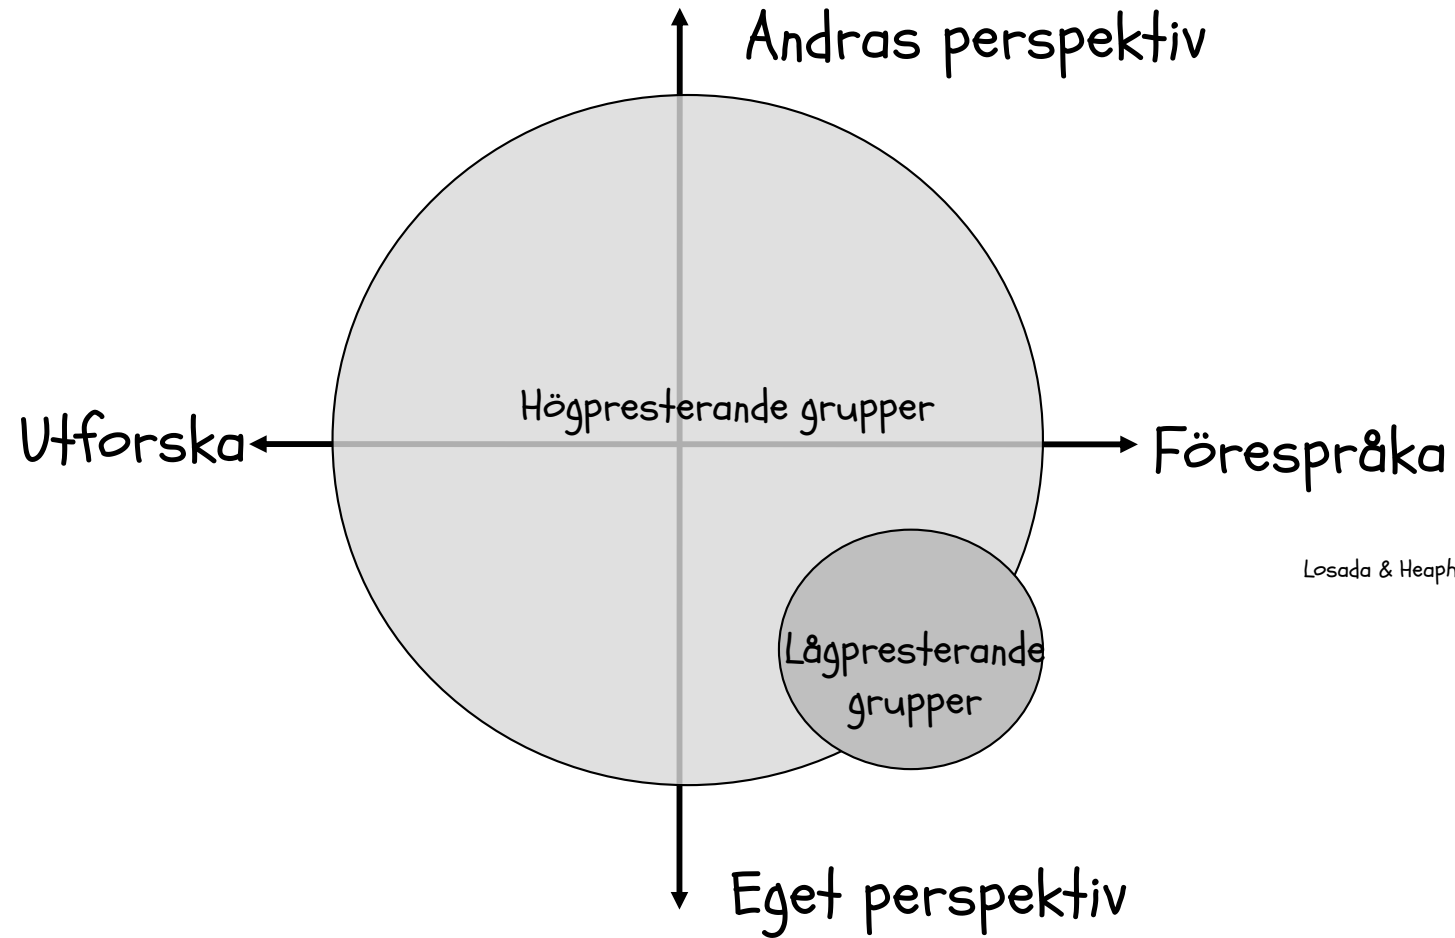 Andras perspektiv
Högpresterande grupper
Utforska
Förespråka
Losada & Heaph
Lågpresterande
grupper
Eget perspektiv